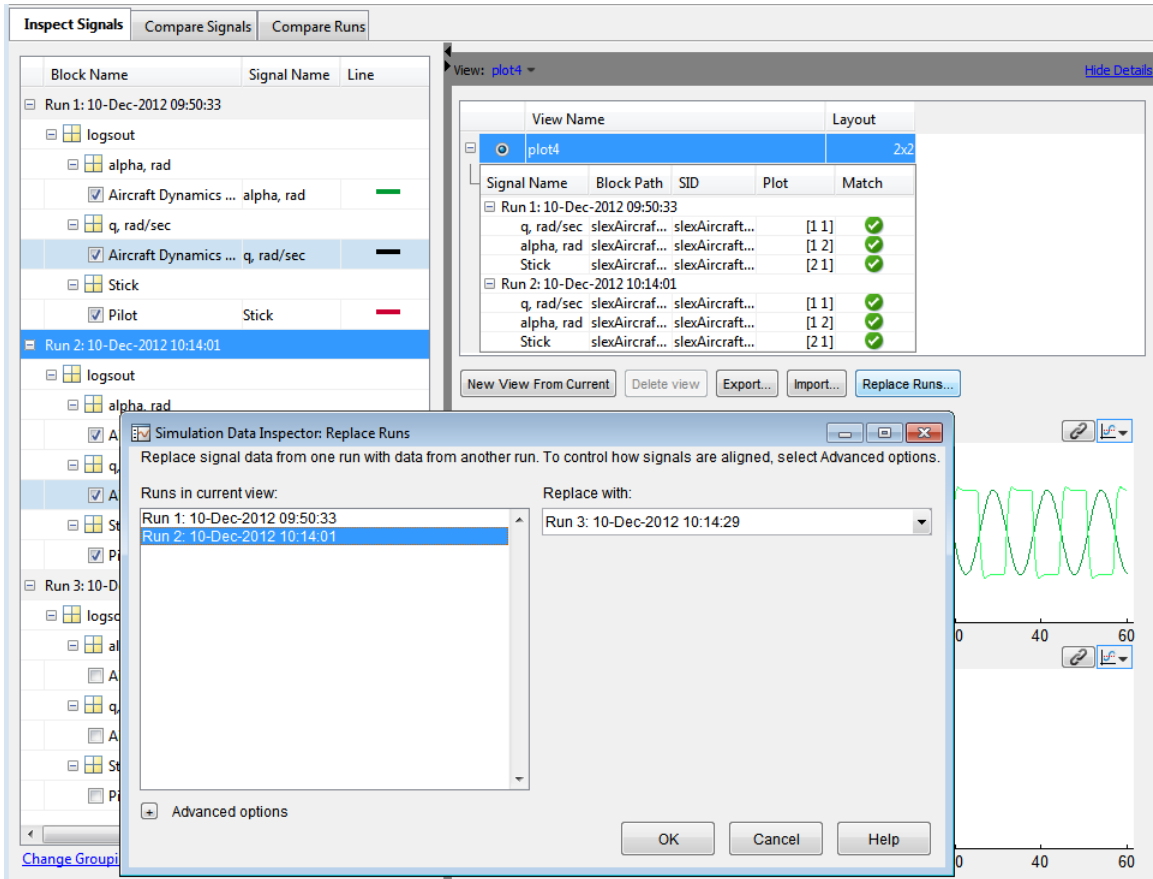 Inspect Signals Compare Signals Compare Runs
Block Name Signal Name Line
Run 1: 10-Dec-2012 09:50:33
logsout
alpha, rad
Aircraft Dynamics ... alpha, rad
q, rad/sec
Aircraft Dynamics ... q, rad/sec
Stick
Pilot Stick
Run 2: 10-Dec-2012 10:14:01
logsout
alpha, rad
A
q,
A
St
Pi
Run 3: 10-D
logso
al
A
q,
A
St
Pi
Change Groupi
View: plot4 Hide Details
View Name Layout
plot4 2x2
Signal Name Block Path SID Plot Match
Run 1: 10-Dec-2012 09:50:33
q, rad/sec slexAircraf... slexAircraft... [1 1]
alpha, rad slexAircraf... slexAircraft... [1 2]
Stick slexAircraf... slexAircraft... [2 1]
Run 2: 10-Dec-2012 10:14:01
q, rad/sec slexAircraf... slexAircraft... [1 1]
alpha, rad slexAircraf... slexAircraft... [1 2]
Stick slexAircraf... slexAircraft... [2 1]
New View From Current Delete view Export... Import... Replace Runs...
Simulation Data Inspector: Replace Runs
Replace signal data from one run with data from another run. To control how signals are aligned, select Advanced options.
Runs in current view: Replace with:
Run 1: 10-Dec-2012 09:50:33
Run 2: 10-Dec-2012 10:14:01
Run 3: 10-Dec-2012 10:14:29
Advanced options
OK Cancel Help
0 40 60
0 40 60